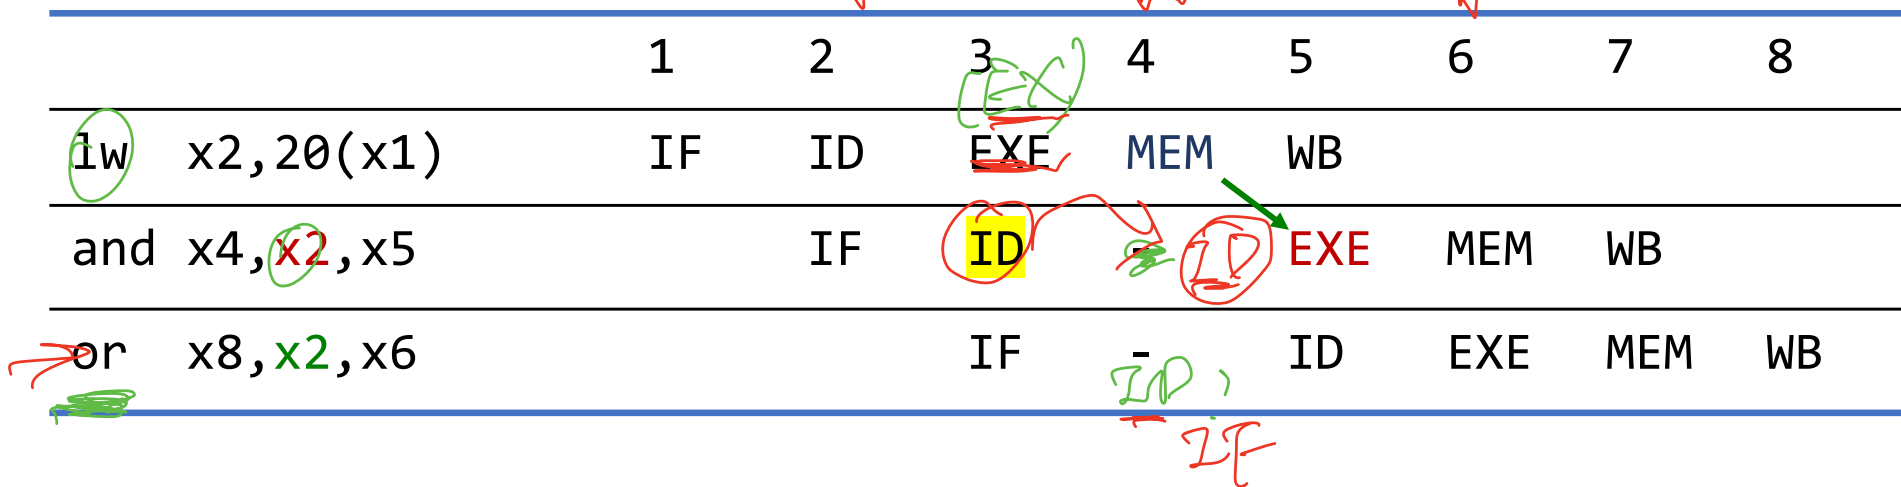 1 2 3 4 5 6 7 8
(EX)
lw x2,20(x1) IF ID EXE MEM WB
and x4,x2,x5 IF ID - ID EXE MEM WB
or x8,x2,x6 IF - ID EXE MEM WB
ID
IF